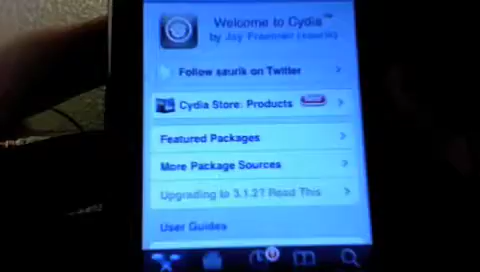 Welcome to Cydia™
by Jay Freeman (saurik)
Follow saurik on Twitter
Cydia Store: Products
Featured Packages
More Package Sources
Upgrading to 3.1.2? Read This
User Guides